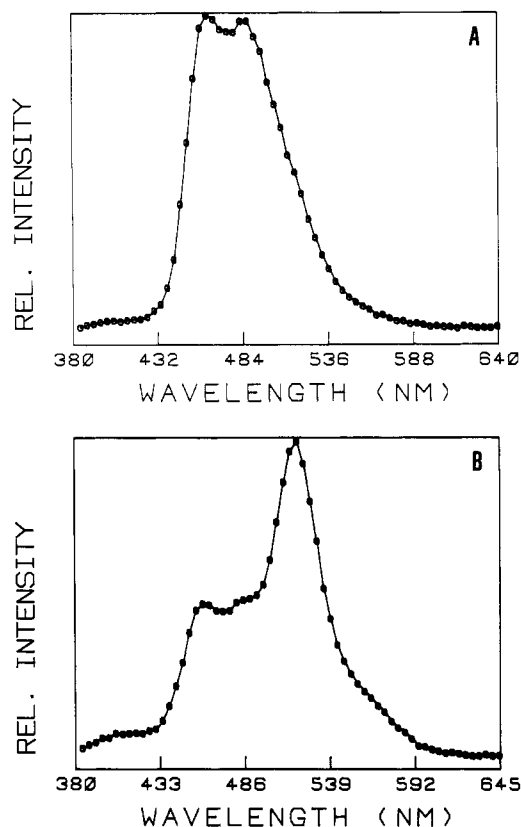 A
REL. INTENSITY
380 432 484 536 588 640
WAVELENGTH (NM)
B
REL. INTENSITY
380 433 486 539 592 645
WAVELENGTH (NM)